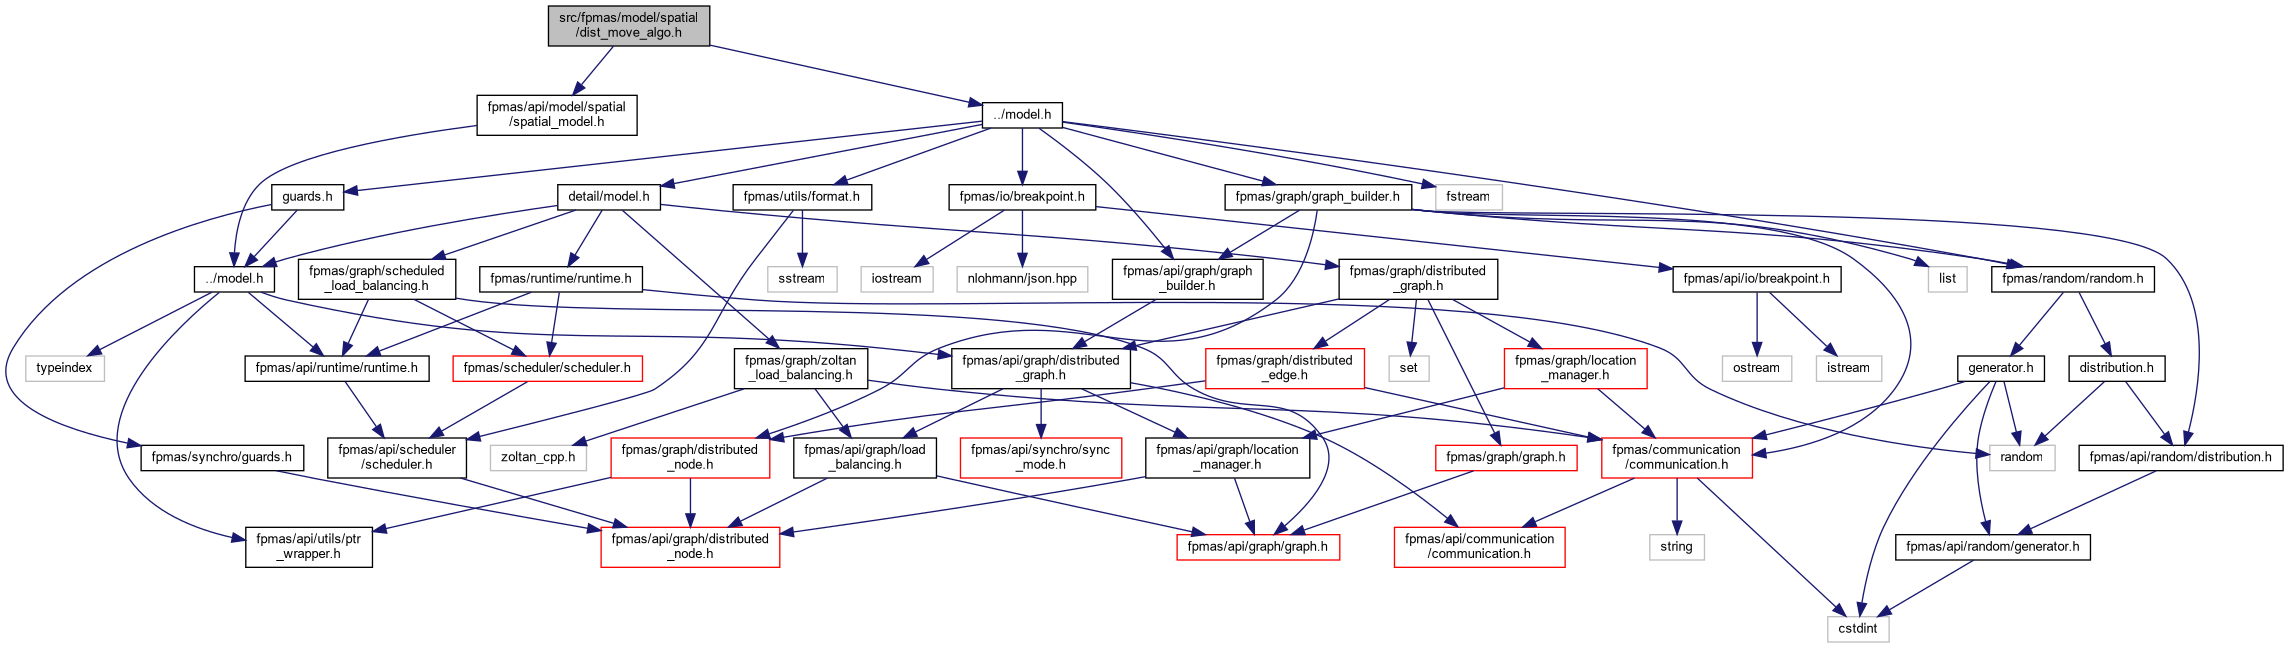 src/fpmas/model/spatial
/dist_move_algo.h
fpmas/api/model/spatial
/spatial_model.h
../model.h
guards.h
detail/model.h
fpmas/utils/format.h
fpmas/io/breakpoint.h
fpmas/graph/graph_builder.h
fstream
../model.h
fpmas/graph/scheduled
_load_balancing.h
fpmas/runtime/runtime.h
sstream
iostream
nlohmann/json.hpp
fpmas/api/graph/graph
_builder.h
fpmas/graph/distributed
_graph.h
fpmas/api/io/breakpoint.h
list
fpmas/random/random.h
typeindex
fpmas/api/runtime/runtime.h
fpmas/scheduler/scheduler.h
fpmas/graph/zoltan
_load_balancing.h
fpmas/api/graph/distributed
_graph.h
fpmas/graph/distributed
_edge.h
set
fpmas/graph/location
_manager.h
ostream
istream
generator.h
distribution.h
fpmas/synchro/guards.h
fpmas/api/scheduler
/scheduler.h
zoltan_cpp.h
fpmas/graph/distributed
_node.h
fpmas/api/graph/load
_balancing.h
fpmas/api/synchro/sync
_mode.h
fpmas/api/graph/location
_manager.h
fpmas/graph/graph.h
fpmas/communication
/communication.h
random
fpmas/api/random/distribution.h
fpmas/api/utils/ptr
_wrapper.h
fpmas/api/graph/distributed
_node.h
fpmas/api/graph/graph.h
fpmas/api/communication
/communication.h
string
fpmas/api/random/generator.h
cstdint